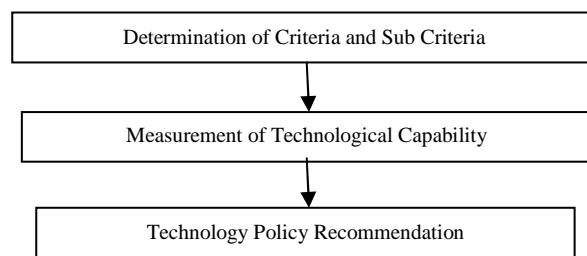 Determination of Criteria and Sub Criteria
Measurement of Technological Capability
Technology Policy Recommendation